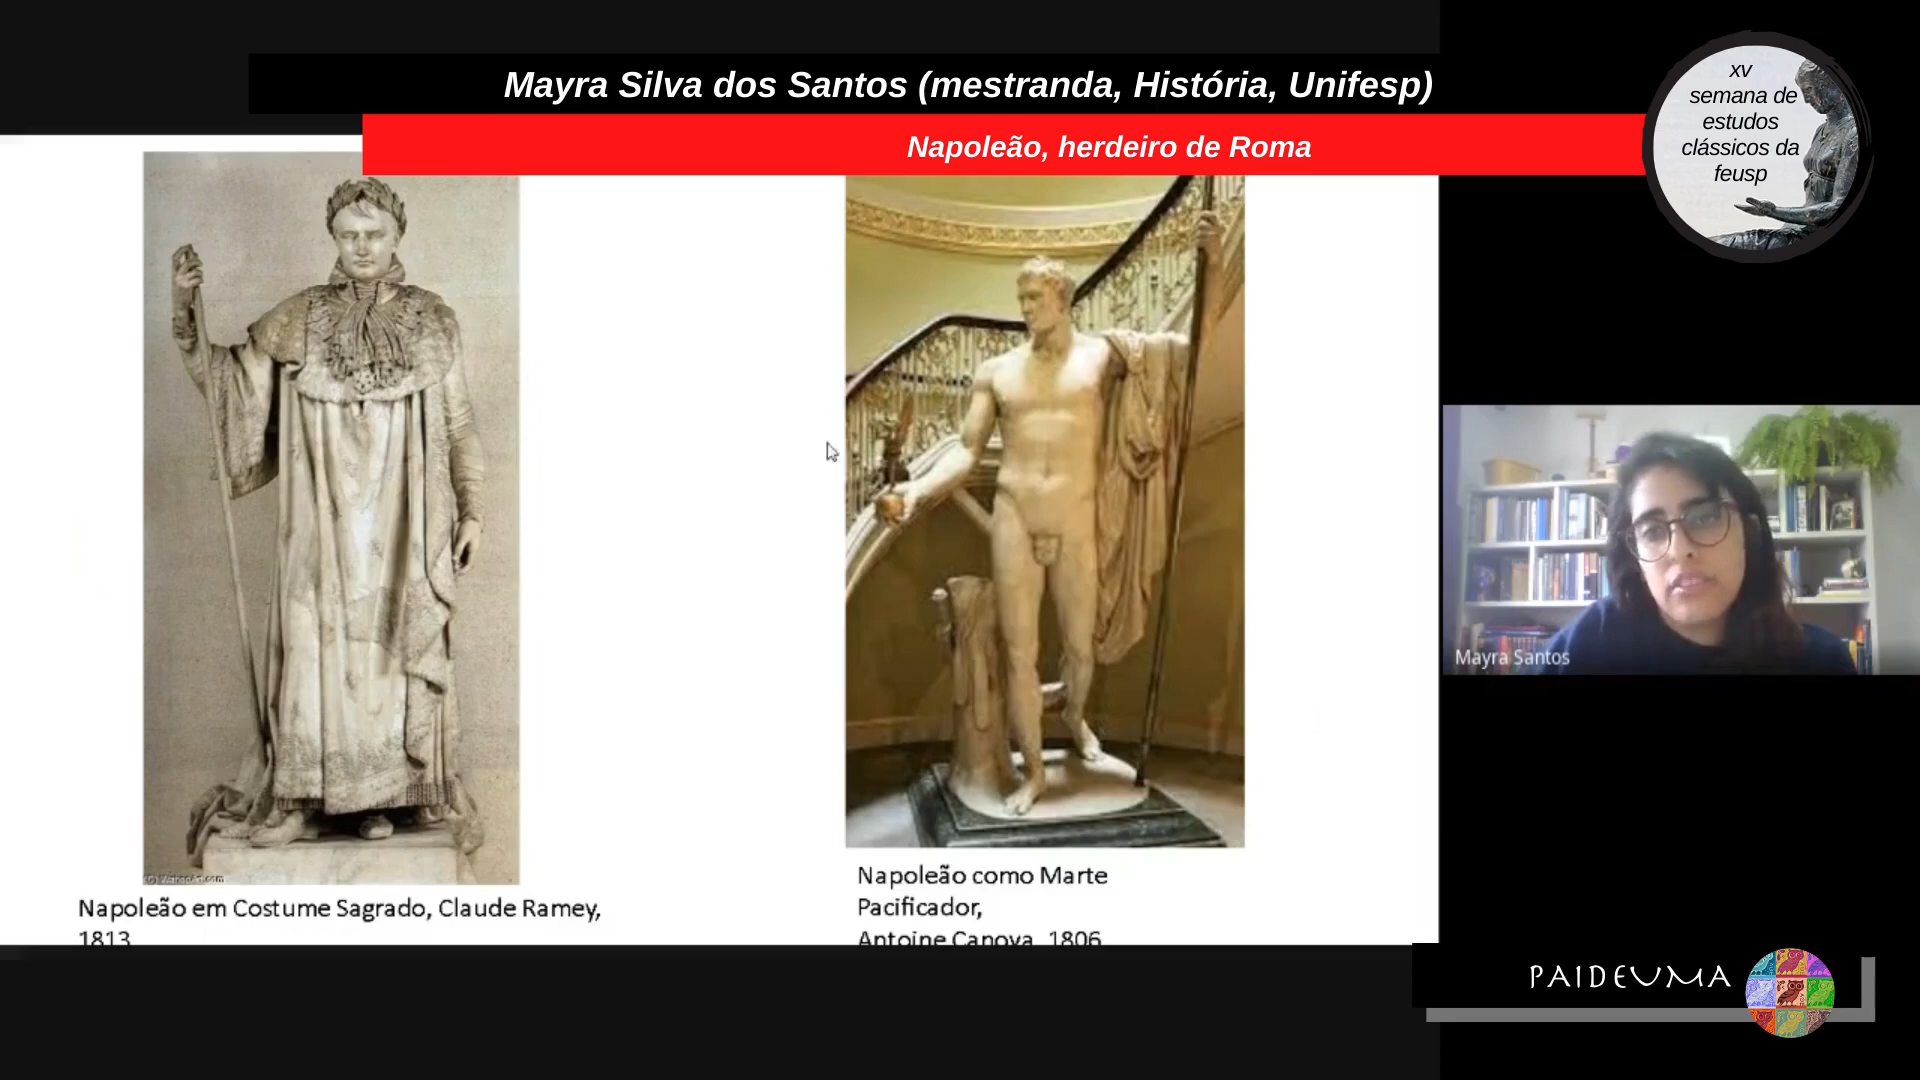 Mayra Silva dos Santos (mestranda, História, Unifesp)
Napoleão, herdeiro de Roma
xv
semana de
estudos
clássicos da
feusp
Mayra Santos
Napoleão em Costume Sagrado, Claude Ramey,
1813
Napoleão como Marte
Pacificador,
Antoine Canova, 1806
PAIDEUMA